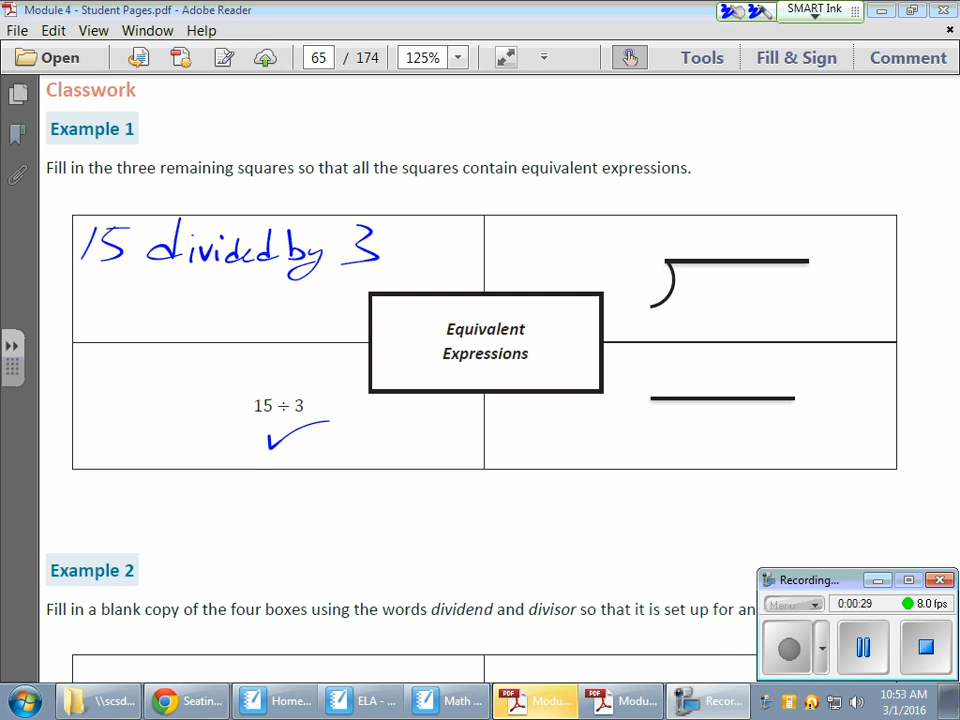 Module 4 - Student Pages.pdf - Adobe Reader
SMART Ink
File Edit View Window Help
Open 65 / 174 125% Tools Fill & Sign Comment
Classwork
Example 1
Fill in the three remaining squares so that all the squares contain equivalent expressions.
15 divided by 3
Equivalent
Expressions
15 ÷ 3
Example 2
Fill in a blank copy of the four boxes using the words dividend and divisor so that it is set up for an
Recording...
Menu 0:00:29 8.0 fps
\\sccsd... Seatin... Home... ELA - ... Math ... Modu... Modu... Recor...
10:53 AM
3/1/2016